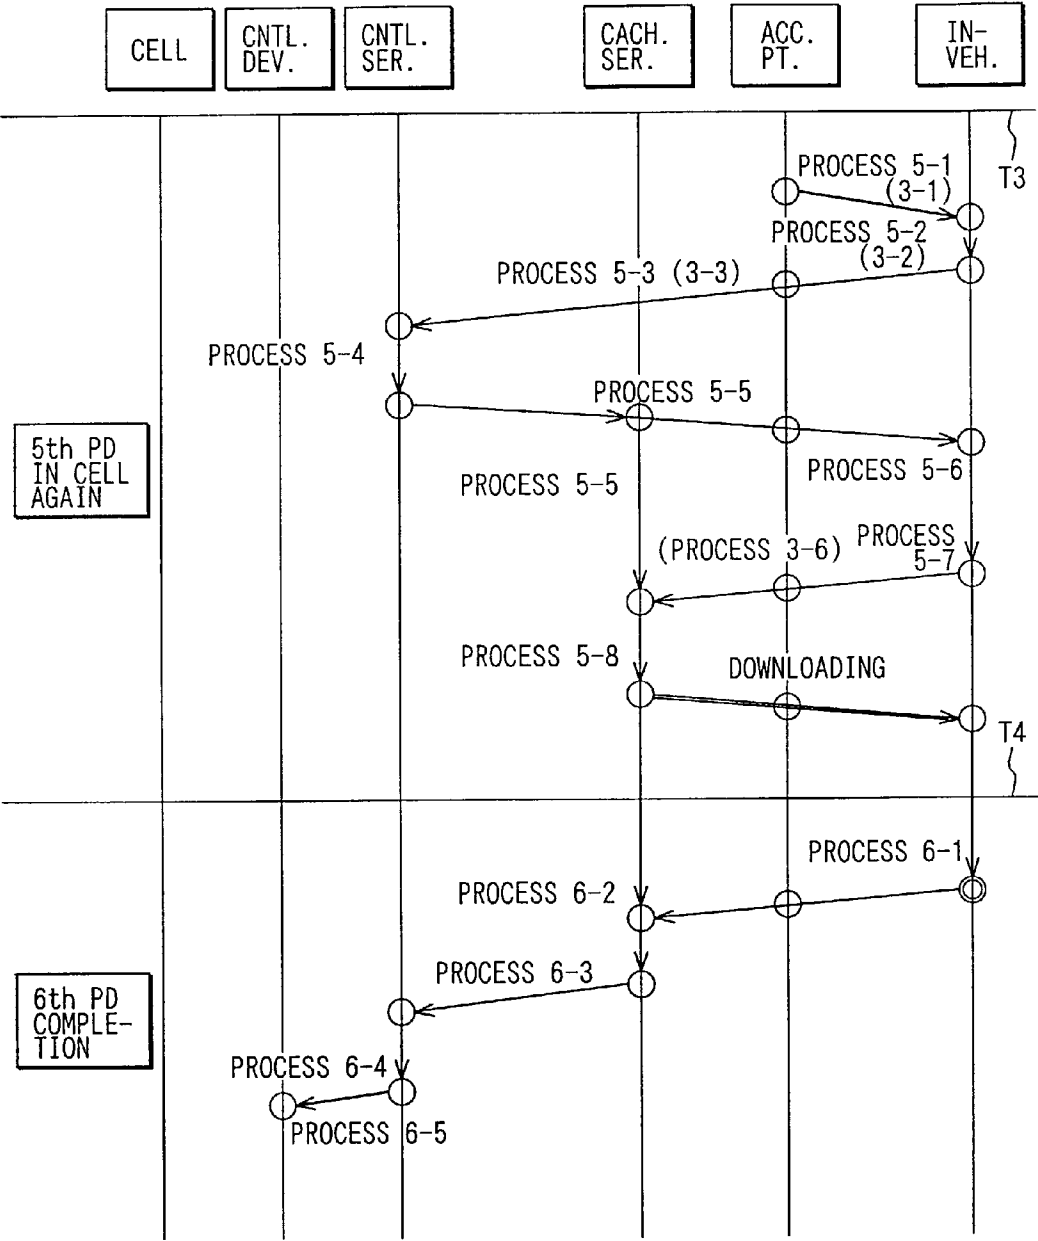 CELL
CNTL.
DEV.
CNTL.
SER.
CACH.
SER.
ACC.
PT.
IN-
VEH.
T3
PROCESS 5-1
(3-1)
PROCESS 5-2
(3-2)
PROCESS 5-3 (3-3)
PROCESS 5-4
PROCESS 5-5
5th PD
IN CELL
AGAIN
PROCESS 5-6
PROCESS 5-5
PROCESS
5-7
(PROCESS 3-6)
PROCESS 5-8
DOWNLOADING
T4
PROCESS 6-1
PROCESS 6-2
PROCESS 6-3
6th PD
COMPLE-
TION
PROCESS 6-4
PROCESS 6-5